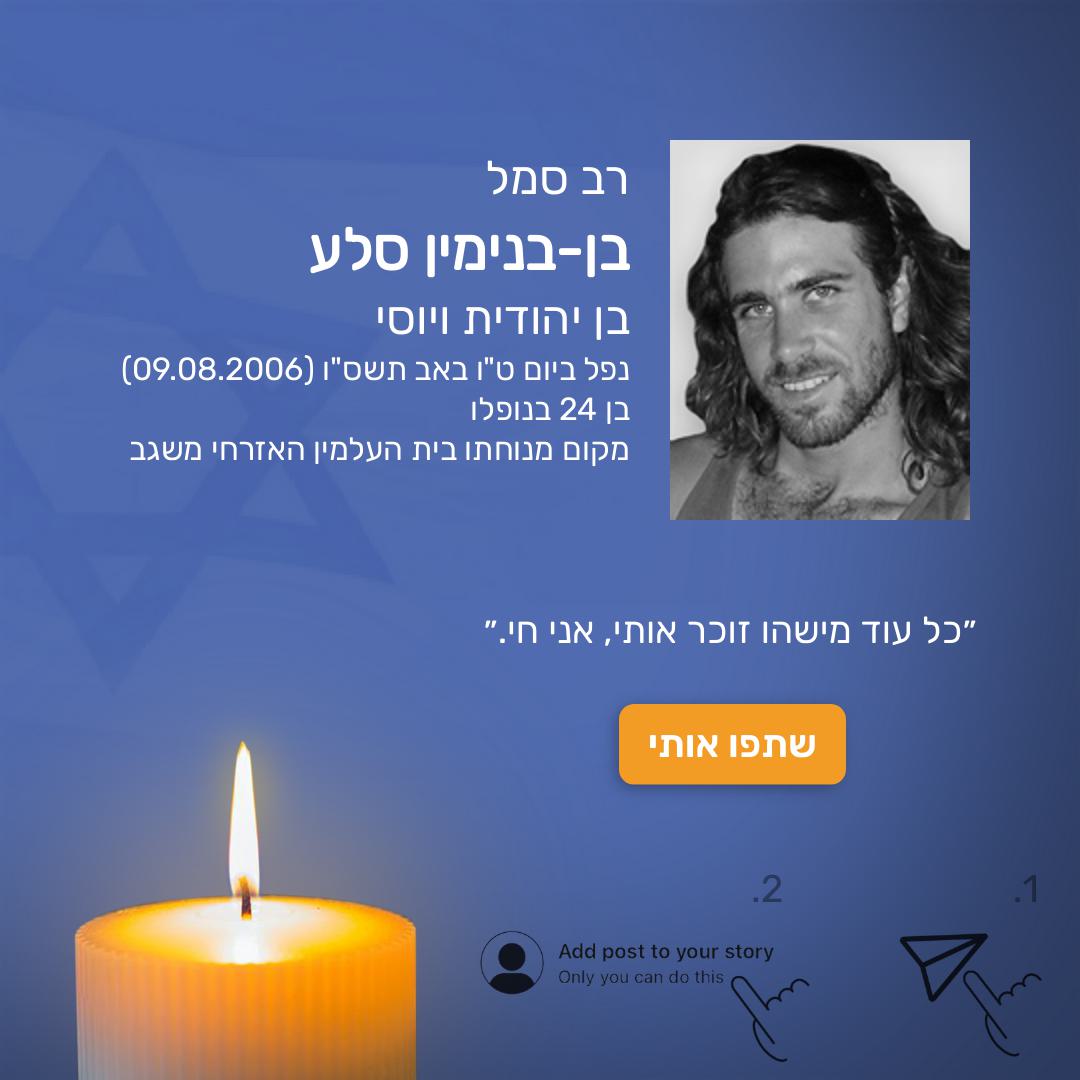 רב סמל
בן-בנימין סלע
בן יהודית ויוסי
נפל ביום ט"ו באב תשס"ו (09.08.2006)
בן 24 בנופלו
מקום מנוחתו בית העלמין האזרחי משגב
״כל עוד מישהו זוכר אותי, אני חי.״
שתפו אותי
1.
2.
Add post to your story
Only you can do this